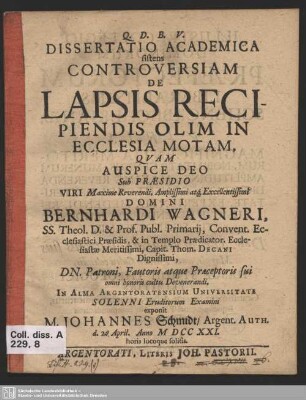 Q. D. B. V.
DISSERTATIO ACADEMICA
sistens
CONTROVERSIAM
DE
LAPSIS RECI-
PIENDIS OLIM IN
ECCLESIA MOTAM,
QVAM
AUSPICE DEO
Sub PRÆSIDIO
VIRI Maxime Reverendi, Amplissimi atq; Excellentissimi
DOMINI
BERNHARDI WAGNERI,
SS. Theol. D. & Prof. Publ. Primarij, Convent. Ec-
clesiastici Præsidis, & in Templo Prædicator. Eccle-
siastæ Meritissimi, Capit. Thom. DECANI
Dignissimi,
DN. Patroni, Fautoris atque Præceptoris sui
omni honoris cultu Devenerandi,
IN ALMA ARGENTORATENSIUM UNIVERSITATE
SOLENNI Eruditorum Examini
exponit
M. JOHANNES Schmidt/ Argent. AUTH.
d. 28 April. Anno MDCCXXI.
horis locoque solitis.
ARGENTORATI, LITERIS JOH. PASTORII.
Coll. diss. A
229, 8